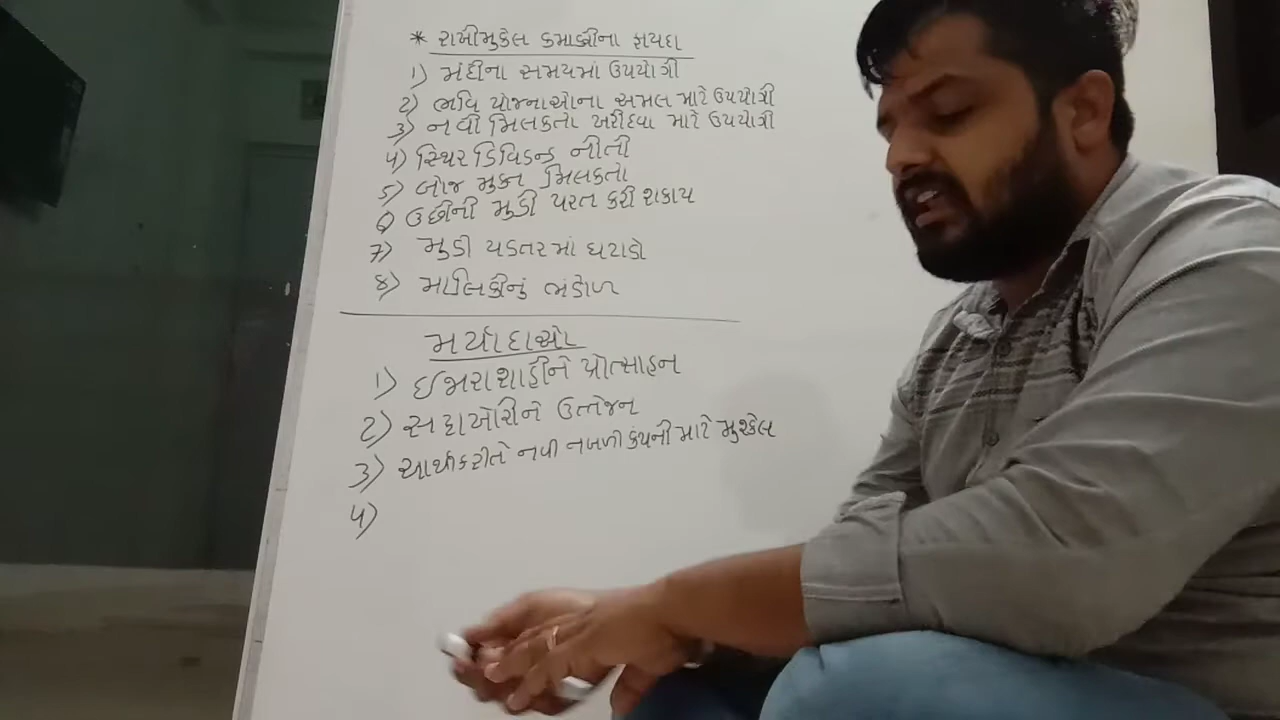 * રાખીમુકેલ કમાણીના ફાયદા
૧) મંદીના સમયમાં ઉપયોગી
૨) ભાવિ યોજનાઓના અમલ માટે ઉપયોગી
૩) નવી મિલકતો ખરીદવા માટે ઉપયોગી
૪) સ્થિર ડિવિડન્ડ નીતી
૫) બોજ મુક્ત મિલકતો
૬) ઉછીની મુડી પરત કરી શકાય
૭) મુડી પડતરમાં ઘટાડો
૮) માલિકીનું ભંડોળ
મર્યાદાઓ
૧) ઈજારાશાહીને પ્રોત્સાહન
૨) સટ્ટાખોરીને ઉત્તેજન
૩) આર્થીકરીતે નવી નબળી કંપની માટે મુશ્કેલ
૪)